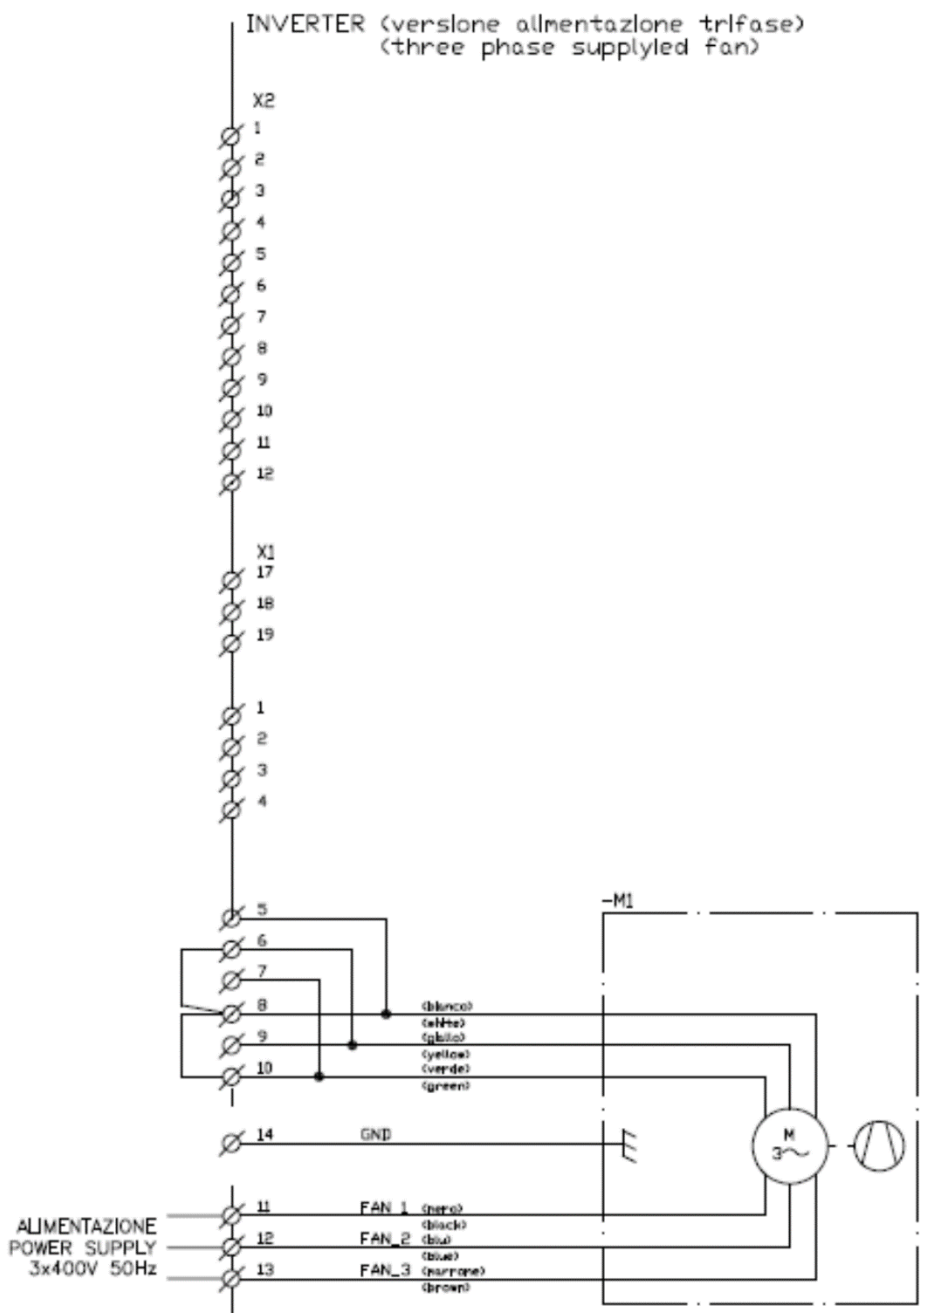 INVERTER (versione alimentazione trifase)
(three phase supplyied fan)
X2
1
2
3
4
5
6
7
8
9
10
11
12
X1
17
18
19
1
2
3
4
5
6
7
8
9
10
-M1
(bianco)
(white)
(giallo)
(yellow)
(verde)
(green)
14 GND
M
3~
11 FAN_1 (nero)
(black)
ALIMENTAZIONE
POWER SUPPLY
3x400V 50Hz
12 FAN_2 (blu)
(blue)
13 FAN_3 (marrone)
(brown)